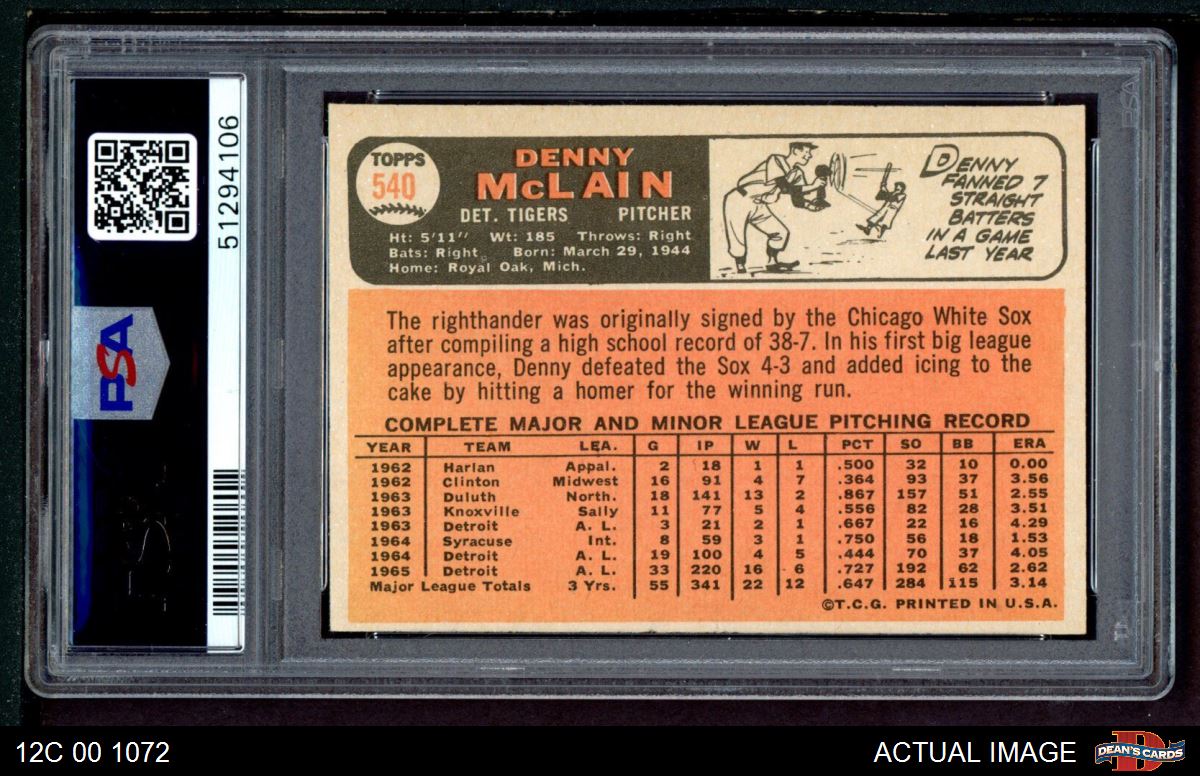 PSA
51294106
TOPPS
540
DENNY
McLAIN
DET. TIGERS PITCHER
Ht: 5'11" Wt: 185 Throws: Right
Bats: Right Born: March 29, 1944
Home: Royal Oak, Mich.
DENNY
FANNED 7
STRAIGHT
BATTERS
IN A GAME
LAST YEAR
The righthander was originally signed by the Chicago White Sox
after compiling a high school record of 38-7. In his first big league
appearance, Denny defeated the Sox 4-3 and added icing to the
cake by hitting a homer for the winning run.
COMPLETE MAJOR AND MINOR LEAGUE PITCHING RECORD
YEAR TEAM LEA. G IP W L PCT SO BB ERA
1962 Harlan Appal. 2 18 1 1 .500 32 10 0.00
1962 Clinton Midwest 16 91 4 7 .364 93 37 3.56
1963 Duluth North. 18 141 13 2 .867 157 51 2.55
1963 Knoxville Sally 11 77 5 4 .556 82 28 3.51
1963 Detroit A. L. 3 21 2 1 .667 22 16 4.29
1964 Syracuse Int. 8 59 3 1 .750 56 18 1.53
1964 Detroit A. L. 19 100 4 5 .444 70 37 4.05
1965 Detroit A. L. 33 220 16 6 .727 192 62 2.62
Major League Totals 3 Yrs. 55 341 22 12 .647 284 115 3.14
©T.C.G. PRINTED IN U.S.A.
PSA
12C 00 1072
ACTUAL IMAGE
DEAN'S CARDS